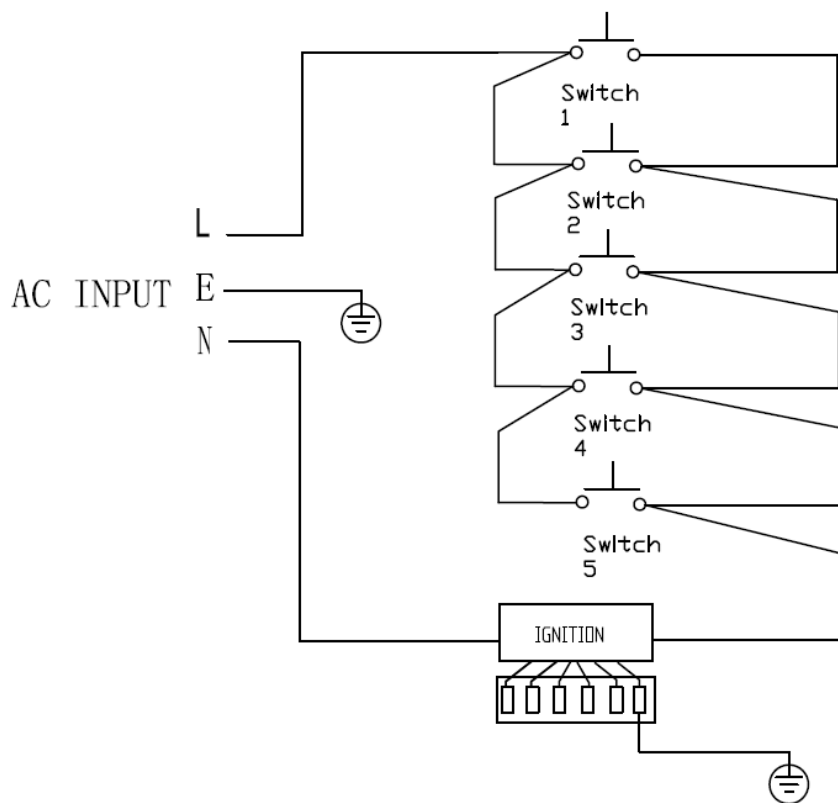 Switch
1
Switch
2
L
AC INPUT E
N
Switch
3
Switch
4
Switch
5
IGNITION